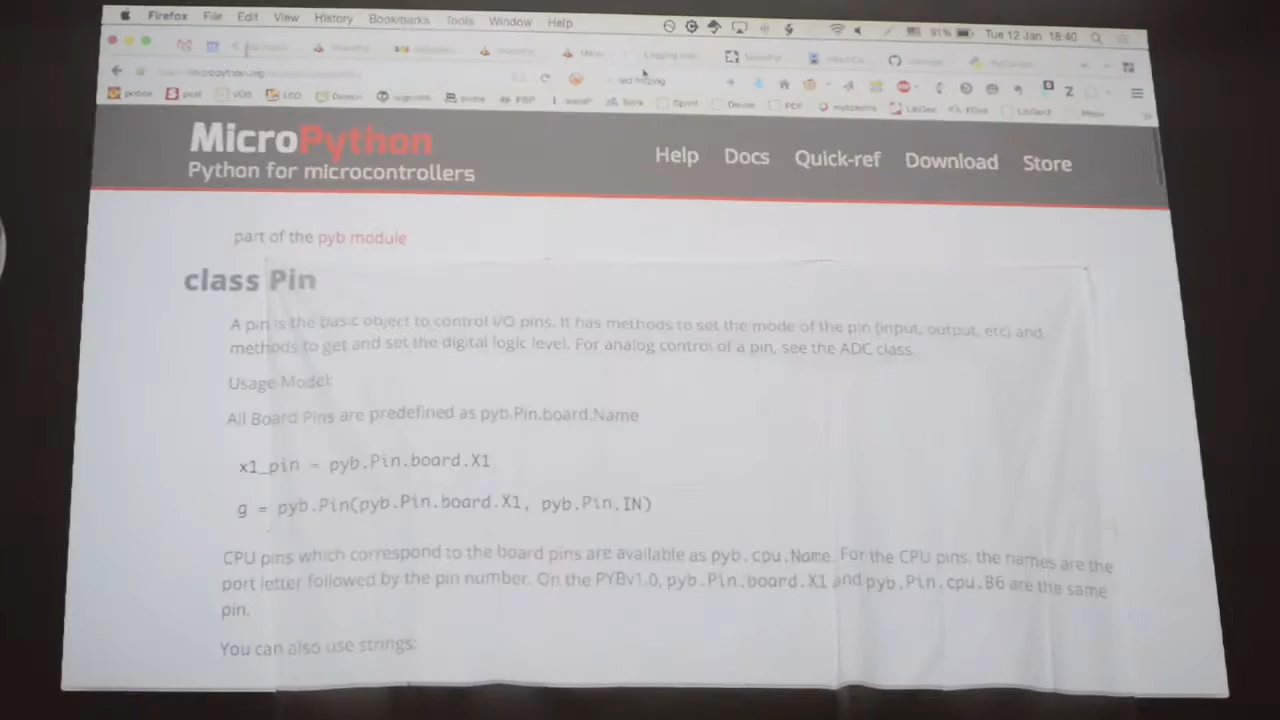 Firefox File Edit View History Bookmarks Tools Window Help 91% Tue 12 Jan 18:40
MicroPython
Python for microcontrollers
Help Docs Quick-ref Download Store
part of the pyb module
class Pin
A pin is the basic object to control I/O pins. It has methods to set the mode of the pin (input, output, etc) and
methods to get and set the digital logic level. For analog control of a pin, see the ADC class.
Usage Model:
All Board Pins are predefined as pyb.Pin.board.Name
x1_pin = pyb.Pin.board.X1
g = pyb.Pin(pyb.Pin.board.X1, pyb.Pin.IN)
CPU pins which correspond to the board pins are available as pyb.cpu.Name. For the CPU pins, the names are the
port letter followed by the pin number. On the PYBv1.0, pyb.Pin.board.X1 and pyb.Pin.cpu.B6 are the same
pin.
You can also use strings: